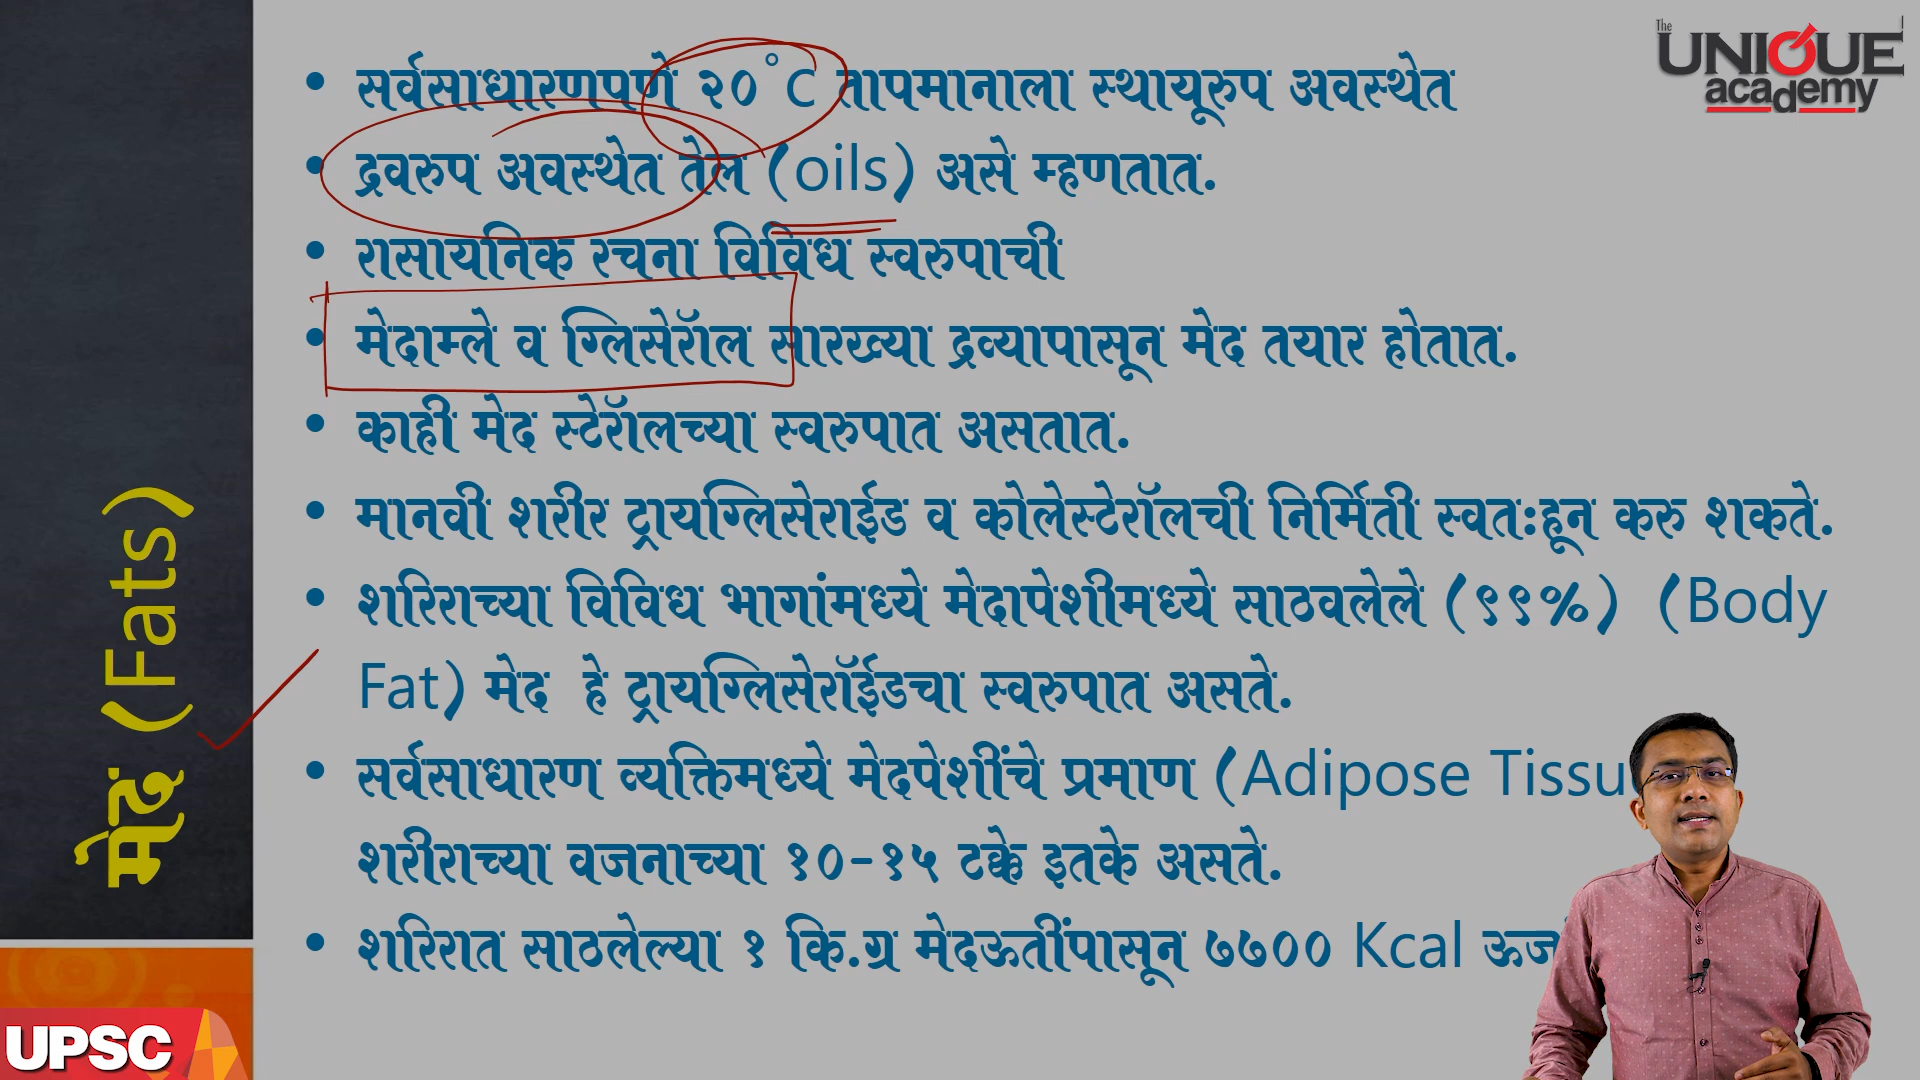 The
UNIQUE
academy
• सर्वसाधारणपणे २०°C तापमानाला स्थायूरुप अवस्थेत
• द्रवरुप अवस्थेत तेल (oils) असे म्हणतात.
• रासायनिक रचना विविध स्वरुपाची
• मेदाम्ले व ग्लिसेरॉल सारख्या द्रव्यापासून मेद तयार होतात.
• काही मेद स्टेरॉलच्या स्वरुपात असतात.
• मानवी शरीर ट्रायग्लिसेराईड व कोलेस्टेरॉलची निर्मिती स्वतःहून करु शकते.
• शरिराच्या विविध भागांमध्ये मेदापेशीमध्ये साठवलेले (९९%) (Body
Fat) मेद हे ट्रायग्लिसेरॉईडचा स्वरुपात असते.
• सर्वसाधारण व्यक्तिमध्ये मेदपेशींचे प्रमाण (Adipose
शरीराच्या वजनाच्या १०-१५ टक्के इतके असते.
• शरिरात साठलेल्या १ कि.ग्र मेदऊतींपासून ७७०० Kcal
मेद (Fats)
UPSC